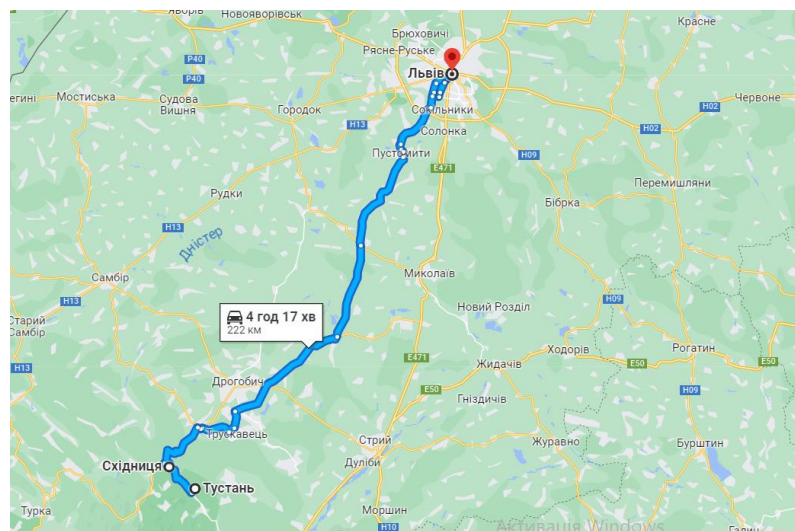 Яворів
Новояворівськ
Брюховичі
Красне
Рясне-Руське
P40
P40
Львів
егині
Мостиська
Судова
Вишня
Городок
Сокільники
H02
Червоне
H13
Солонка
H02
Пустомити
H09
E471
Рудки
Перемишляни
H13
Бібрка
H09
Дністер
Самбір
Миколаїв
H13
Новий Розділ
H09
4 год 17 хв
222 км
Старий
Самбір
Ходорів
Рогатин
E471
E50
Жидачів
H13
E50
H09
Дрогобич
Гніздичів
Трускавець
Стрий
Журавно
Бурштин
Східниця
Дуліби
Тустань
Турка
Моршин
H10
Активація Windows
Галич